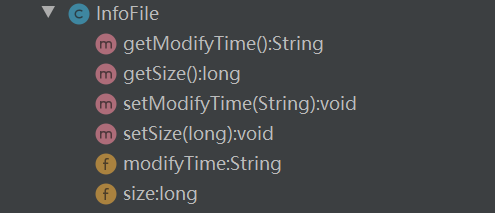 C InfoFile
m getModifyTime():String
m getSize():long
m setModifyTime(String):void
m setSize(long):void
f modifyTime:String
f size:long